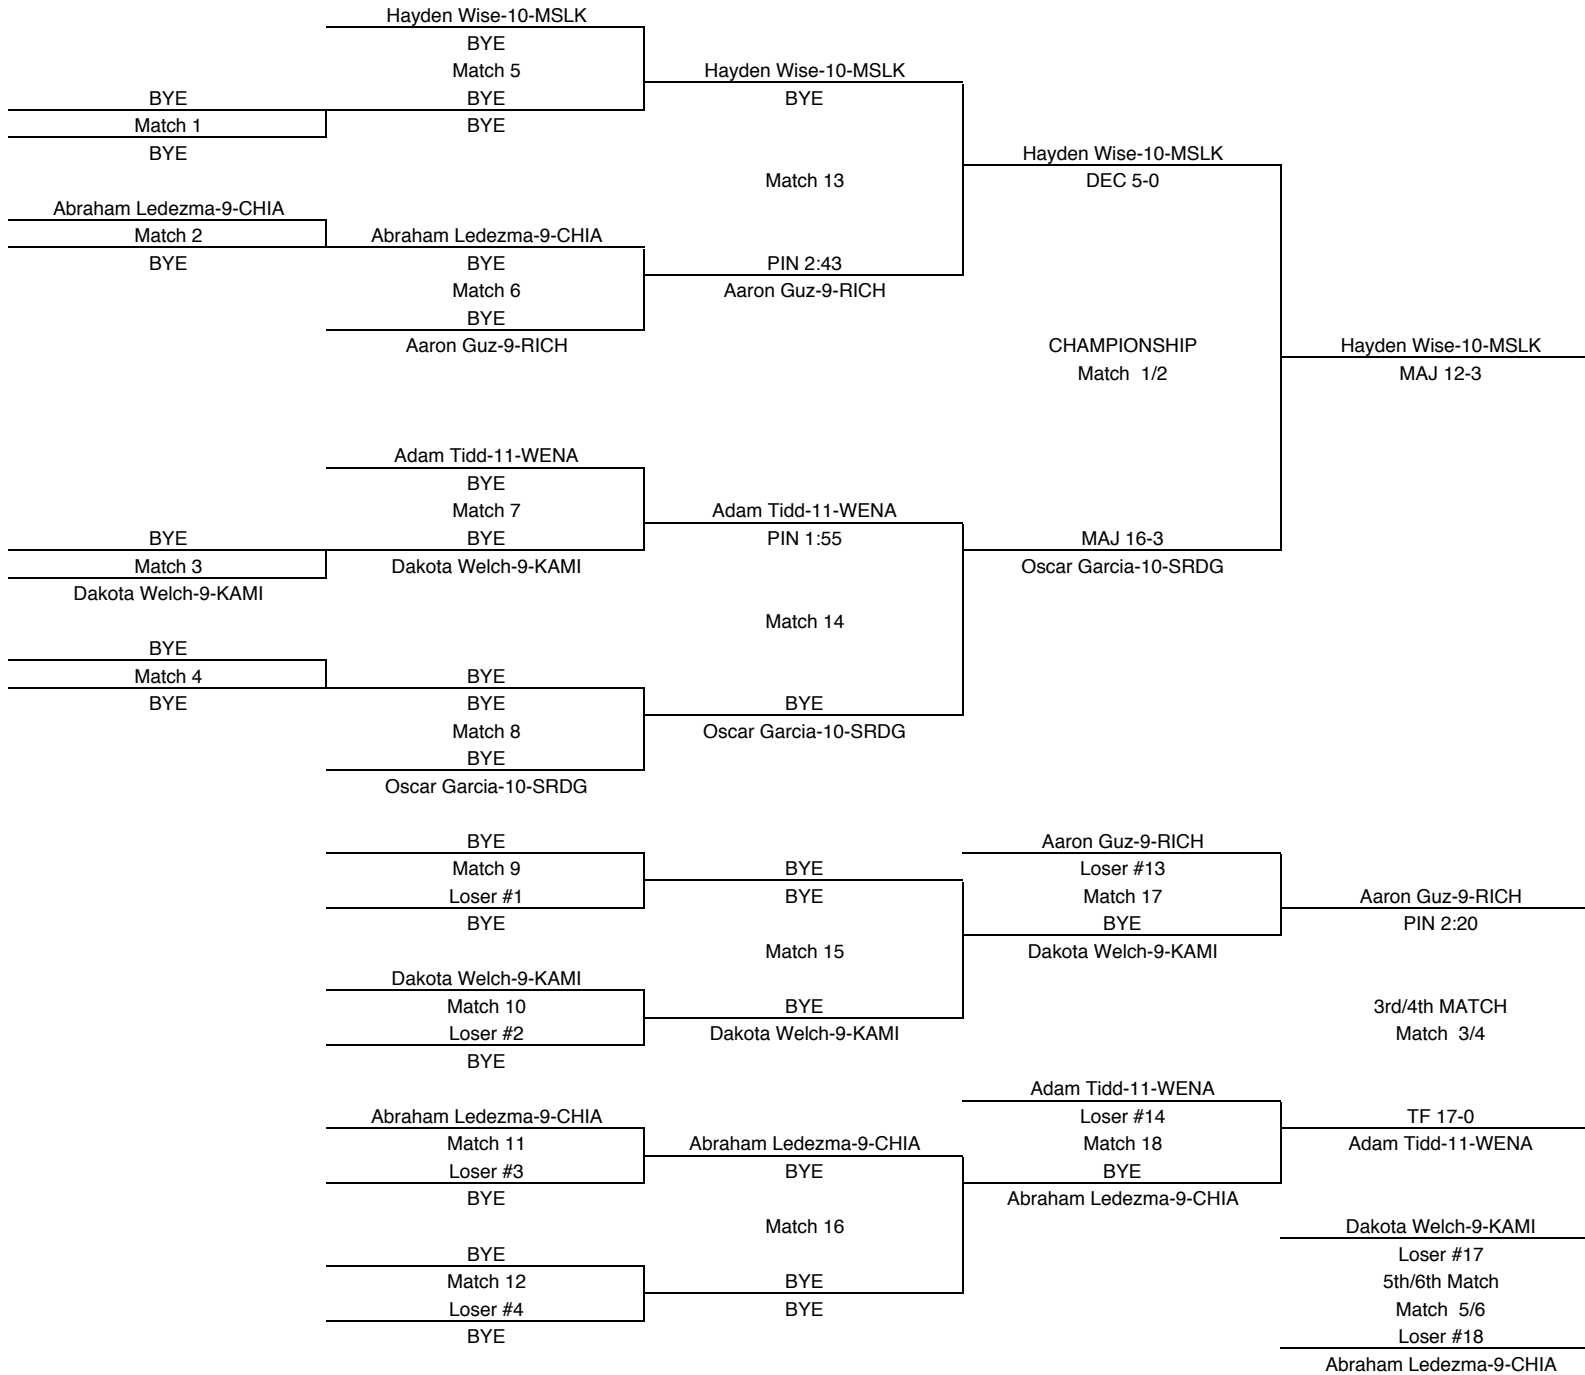 Hayden Wise-10-MSLK
BYE
Match 5
Hayden Wise-10-MSLK
BYE
BYE
BYE
Match 1
BYE
BYE
Hayden Wise-10-MSLK
Match 13
DEC 5-0
Abraham Ledezma-9-CHIA
Match 2
Abraham Ledezma-9-CHIA
BYE
BYE
PIN 2:43
Match 6
Aaron Guz-9-RICH
BYE
Aaron Guz-9-RICH
CHAMPIONSHIP
Hayden Wise-10-MSLK
Match 1/2
MAJ 12-3
Adam Tidd-11-WENA
BYE
Match 7
Adam Tidd-11-WENA
BYE
BYE
PIN 1:55
MAJ 16-3
Match 3
Dakota Welch-9-KAMI
Oscar Garcia-10-SRDG
Dakota Welch-9-KAMI
Match 14
BYE
Match 4
BYE
BYE
BYE
BYE
Match 8
Oscar Garcia-10-SRDG
BYE
Oscar Garcia-10-SRDG
BYE
Aaron Guz-9-RICH
Match 9
BYE
Loser #13
Loser #1
BYE
Match 17
Aaron Guz-9-RICH
BYE
BYE
PIN 2:20
Match 15
Dakota Welch-9-KAMI
Dakota Welch-9-KAMI
Match 10
BYE
3rd/4th MATCH
Loser #2
Dakota Welch-9-KAMI
Match 3/4
BYE
Adam Tidd-11-WENA
Abraham Ledezma-9-CHIA
Loser #14
TF 17-0
Match 11
Abraham Ledezma-9-CHIA
Match 18
Adam Tidd-11-WENA
Loser #3
BYE
BYE
BYE
Abraham Ledezma-9-CHIA
Match 16
Dakota Welch-9-KAMI
BYE
Loser #17
Match 12
BYE
5th/6th Match
Loser #4
BYE
Match 5/6
BYE
Loser #18
Abraham Ledezma-9-CHIA